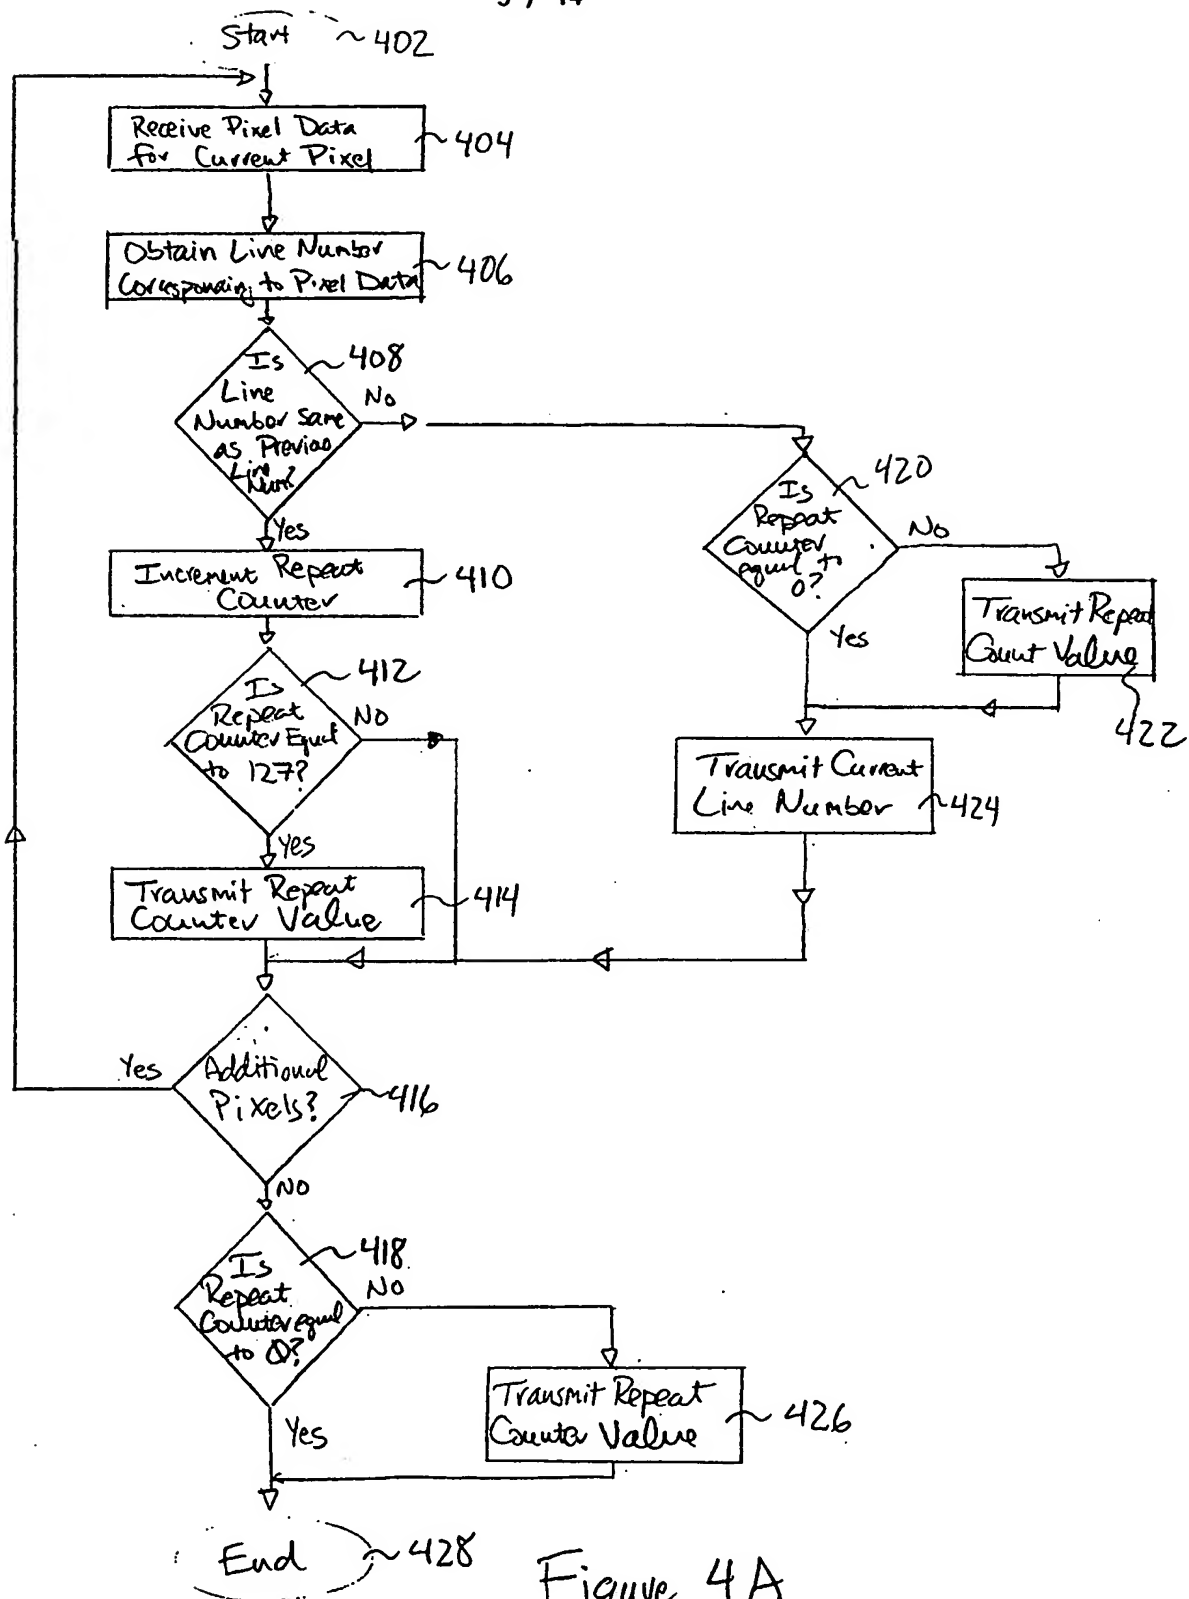 Start 402
Receive Pixel Data
for Current Pixel
404
Obtain Line Number
Corresponding to Pixel Data
406
Is
Line
Number same
as Previous
Line
Num?
408
No
Yes
Increment Repeat
Counter
410
Is
Repeat
Counter Equal
to 127?
412
No
Yes
Transmit Repeat
Counter Value
414
Is
Repeat
Counter
equal to
0?
420
No
Yes
Transmit Repeat
Count Value
422
Transmit Current
Line Number
424
Additional
Pixels?
416
Yes
NO
Is
Repeat
Counter equal
to 0?
418
No
Yes
Transmit Repeat
Counter Value
426
End 428
Figure 4A